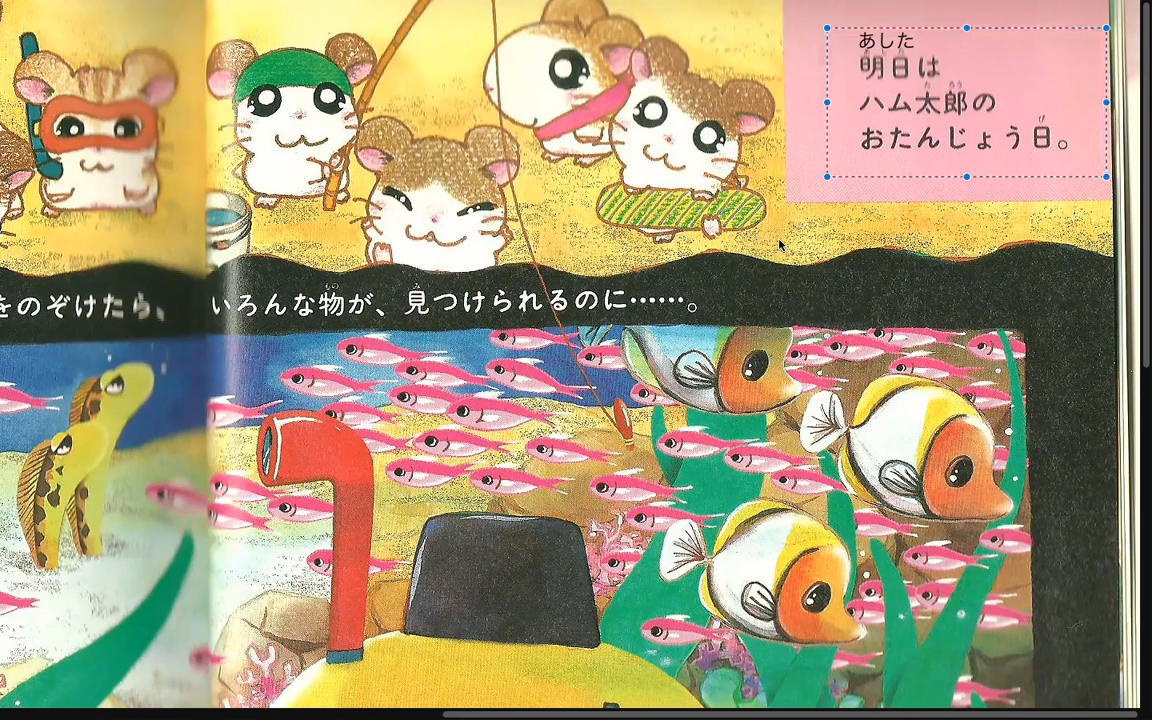 あした
明日は
ハム太郎の
おたんじょう日。
をのぞけたら、いろんな物が、見つけられるのに……。